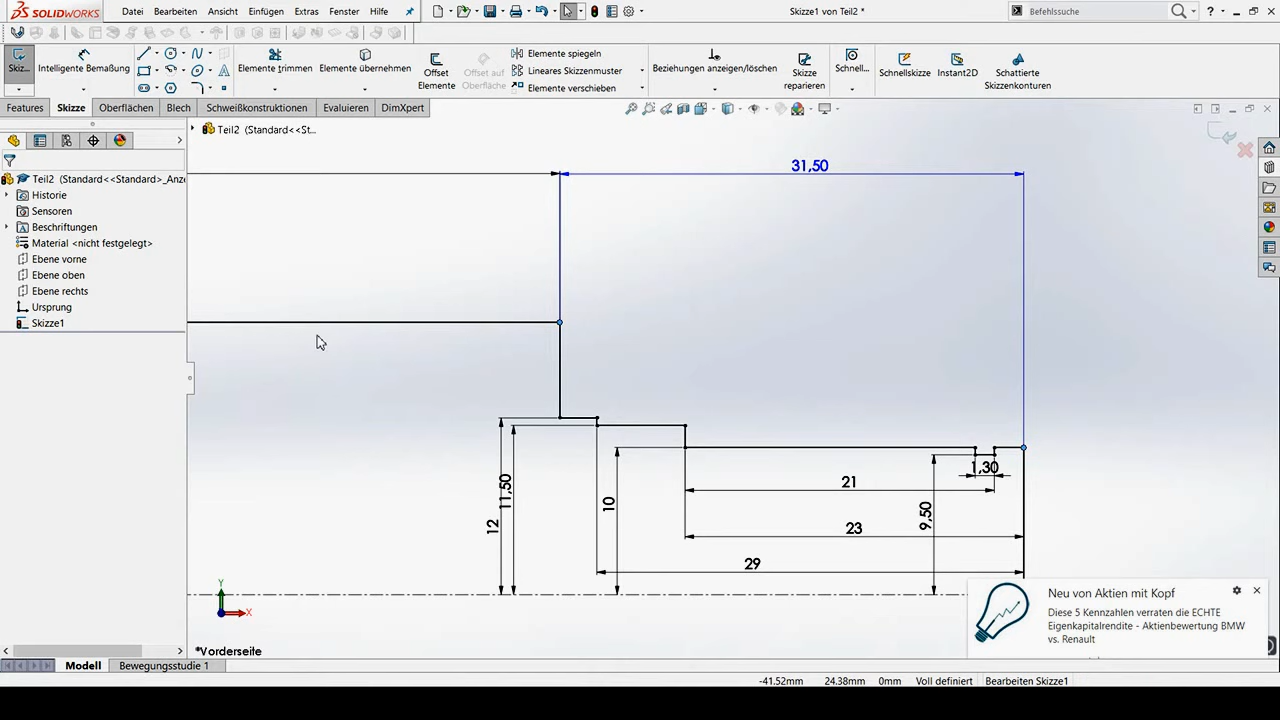 SOLIDWORKS Datei Bearbeiten Ansicht Einfügen Extras Fenster Hilfe Skizze1 von Teil2 * Befehlssuche ?
Skiz... Intelligente Bemaßung Elemente trimmen Elemente übernehmen Offset Elemente Offset auf Oberfläche Elemente spiegeln Lineares Skizzenmuster Elemente verschieben Beziehungen anzeigen/löschen Skizze reparieren Schnell... Schnellskizze Instant2D Schattierte Skizzenkonturen
Features Skizze Oberflächen Blech Schweißkonstruktionen Evaluieren DimXpert
Teil2 (Standard<<St...
Teil2 (Standard<<Standard>_Anze
Historie
Sensoren
Beschriftungen
Material <nicht festgelegt>
Ebene vorne
Ebene oben
Ebene rechts
Ursprung
Skizze1
31,50
1,30
21
11,50
10
9,50
12
23
29
Y
X
*Vorderseite
Neu von Aktien mit Kopf
Diese 5 Kennzahlen verraten die ECHTE
Eigenkapitalrendite - Aktienbewertung BMW
vs. Renault
Modell Bewegungsstudie 1
-41.52mm 24.38mm 0mm Voll definiert Bearbeiten Skizze1